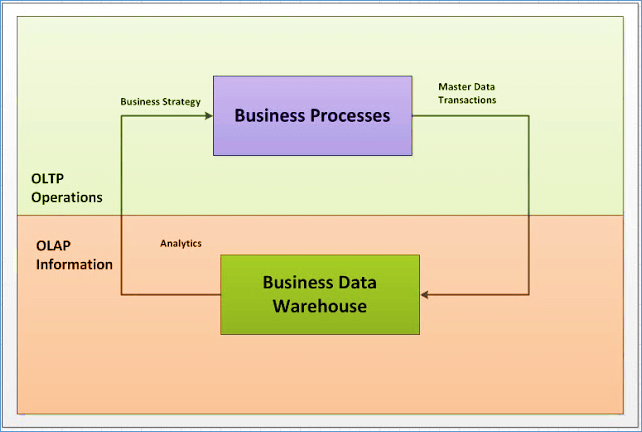 Business Strategy
Master Data
Transactions
Business Processes
OLTP
Operations
OLAP
Information
Analytics
Business Data
Warehouse